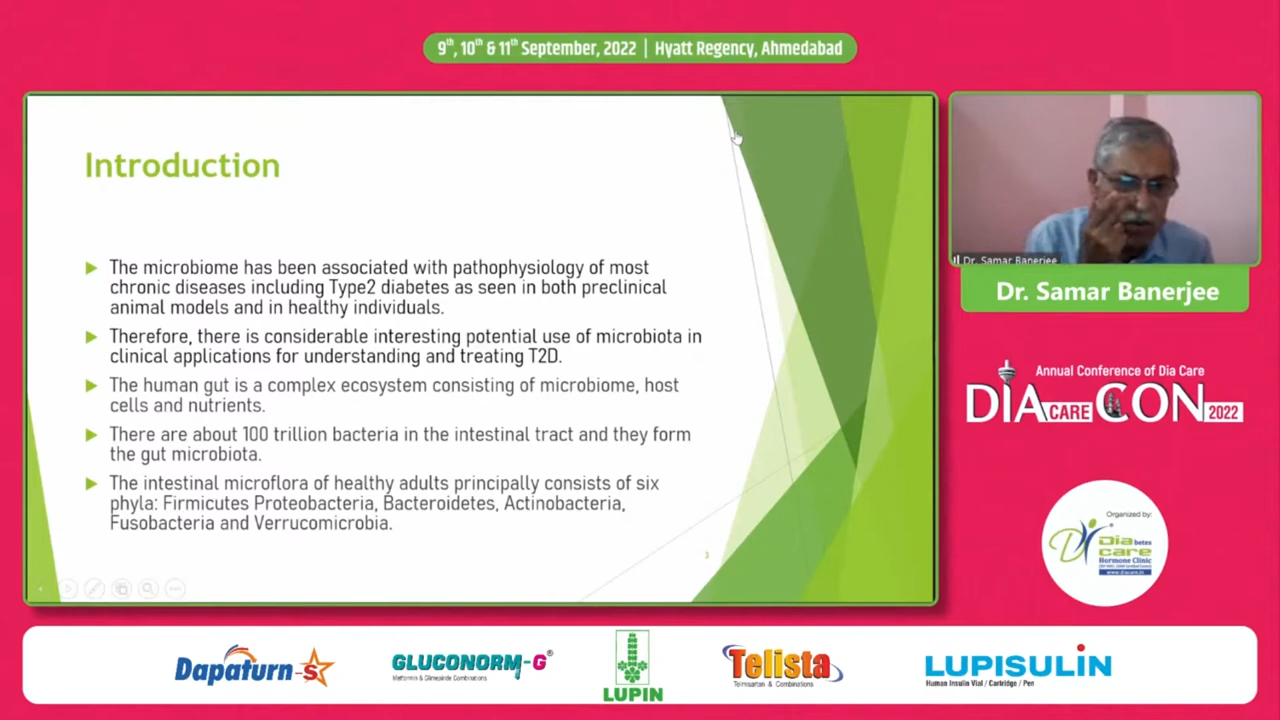 9th, 10th & 11th September, 2022 | Hyatt Regency, Ahmedabad
Introduction
The microbiome has been associated with pathophysiology of most
chronic diseases including Type2 diabetes as seen in both preclinical
animal models and in healthy individuals.
Therefore, there is considerable interesting potential use of microbiota in
clinical applications for understanding and treating T2D.
The human gut is a complex ecosystem consisting of microbiome, host
cells and nutrients.
There are about 100 trillion bacteria in the intestinal tract and they form
the gut microbiota.
The intestinal microflora of healthy adults principally consists of six
phyla: Firmicutes Proteobacteria, Bacteroidetes, Actinobacteria,
Fusobacteria and Verrucomicrobia.
3
Dr. Samar Banerjee
Dr. Samar Banerjee
Annual Conference of Dia Care
DIA CARE CON 2022
Organized by:
Diabetes
care
Hormone Clinic
www.diacare.in
Dapaturn-S
GLUCONORM-G®
Metformin & Glimepiride Combinations
LUPIN
Telista
Telmisartan & Combinations
LUPISULIN
Human Insulin Vial / Cartridge / Pen